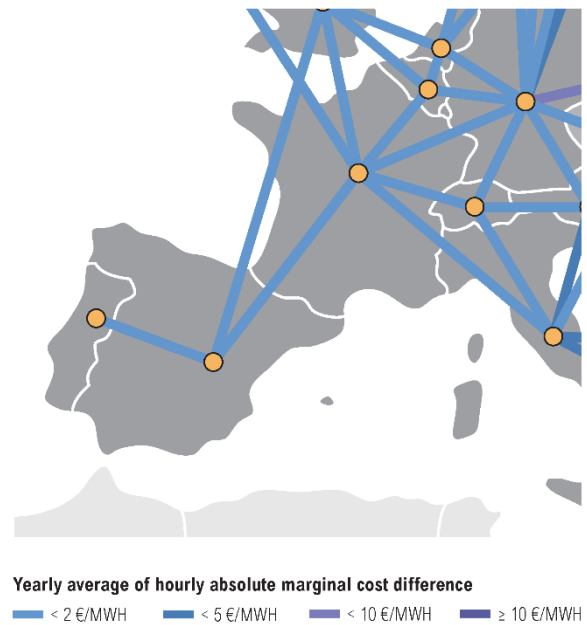 Yearly average of hourly absolute marginal cost difference
< 2 €/MWH < 5 €/MWH < 10 €/MWH ≥ 10 €/MWH